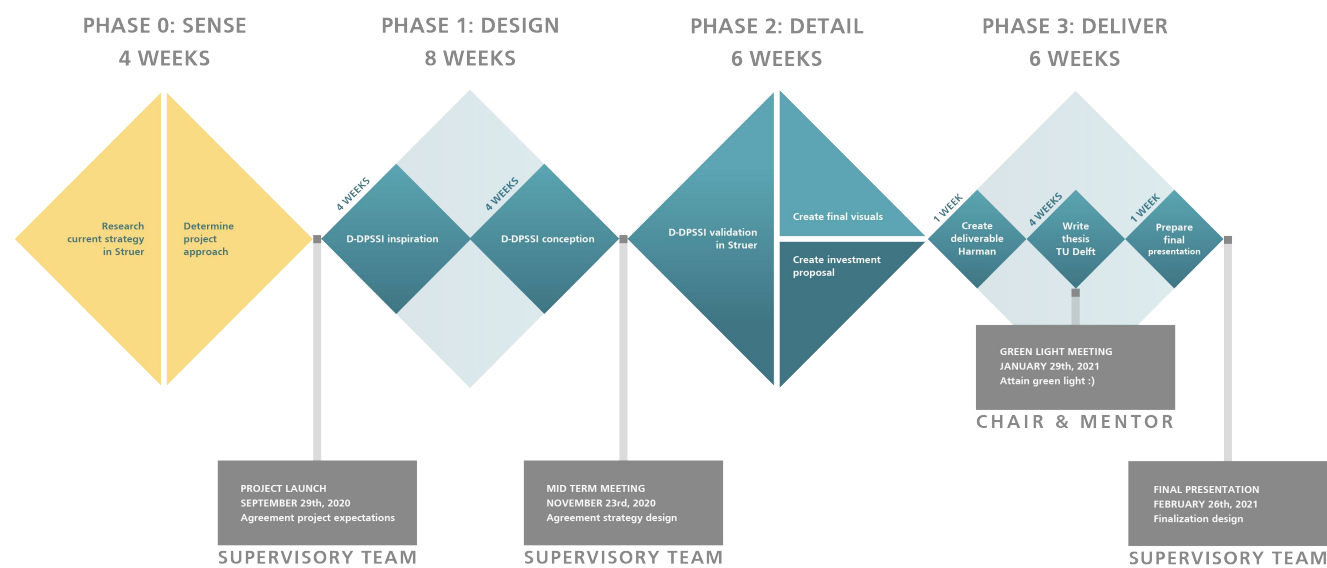 PHASE 0: SENSE
4 WEEKS
PHASE 1: DESIGN
8 WEEKS
PHASE 2: DETAIL
6 WEEKS
PHASE 3: DELIVER
6 WEEKS
Research
current strategy
in Struer
Determine
project
approach
4 WEEKS
D-DPSSI inspiration
4 WEEKS
D-DPSSI conception
D-DPSSI validation
in Struer
Create final visuals
Create investment
proposal
1 WEEK
Create
deliverable
Harman
4 WEEKS
Write
thesis
TU Delft
1 WEEK
Prepare
final
presentation
GREEN LIGHT MEETING
JANUARY 29th, 2021
Attain green light :)
CHAIR & MENTOR
PROJECT LAUNCH
SEPTEMBER 29th, 2020
Agreement project expectations
SUPERVISORY TEAM
MID TERM MEETING
NOVEMBER 23rd, 2020
Agreement strategy design
SUPERVISORY TEAM
FINAL PRESENTATION
FEBRUARY 26th, 2021
Finalization design
SUPERVISORY TEAM